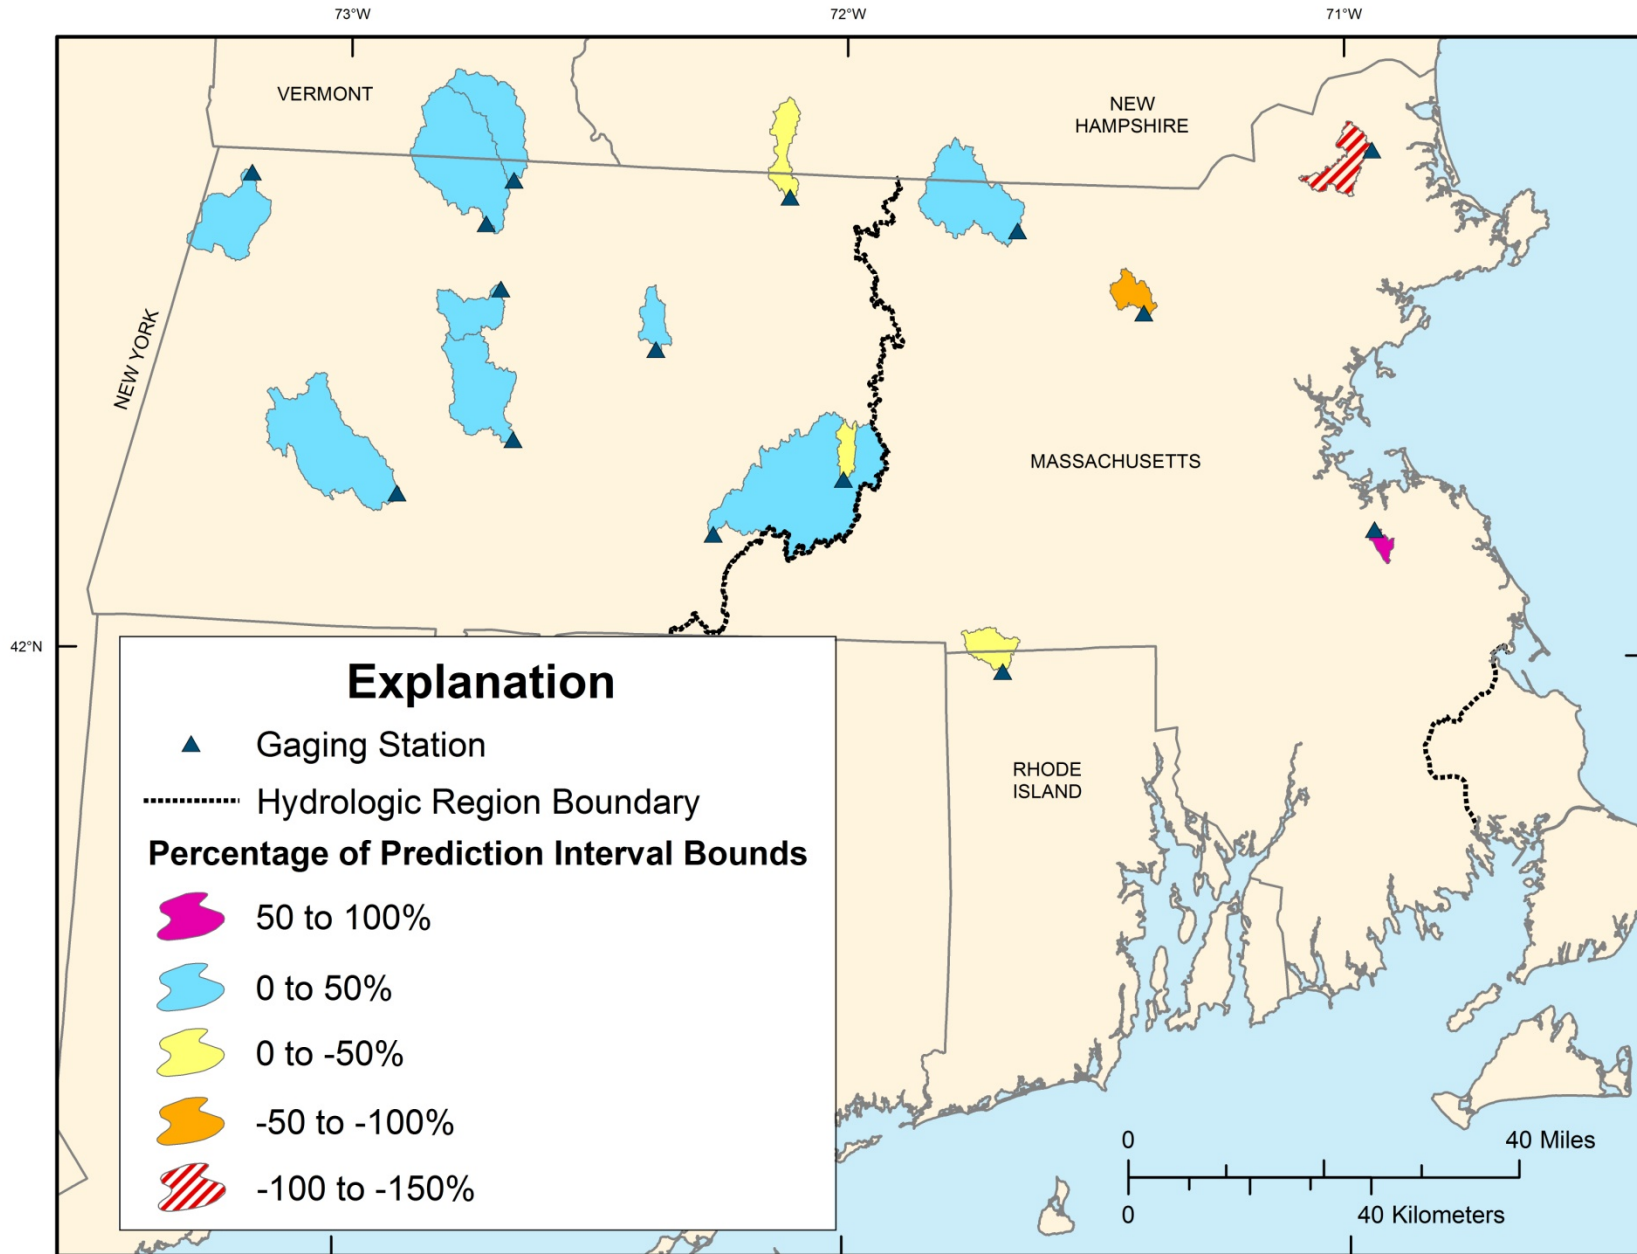 73°W
72°W
71°W
VERMONT
NEW
HAMPSHIRE
NEW YORK
MASSACHUSETTS
42°N
RHODE
ISLAND
Explanation
Gaging Station
Hydrologic Region Boundary
Percentage of Prediction Interval Bounds
50 to 100%
0 to 50%
0 to -50%
-50 to -100%
-100 to -150%
0
40 Miles
0
40 Kilometers